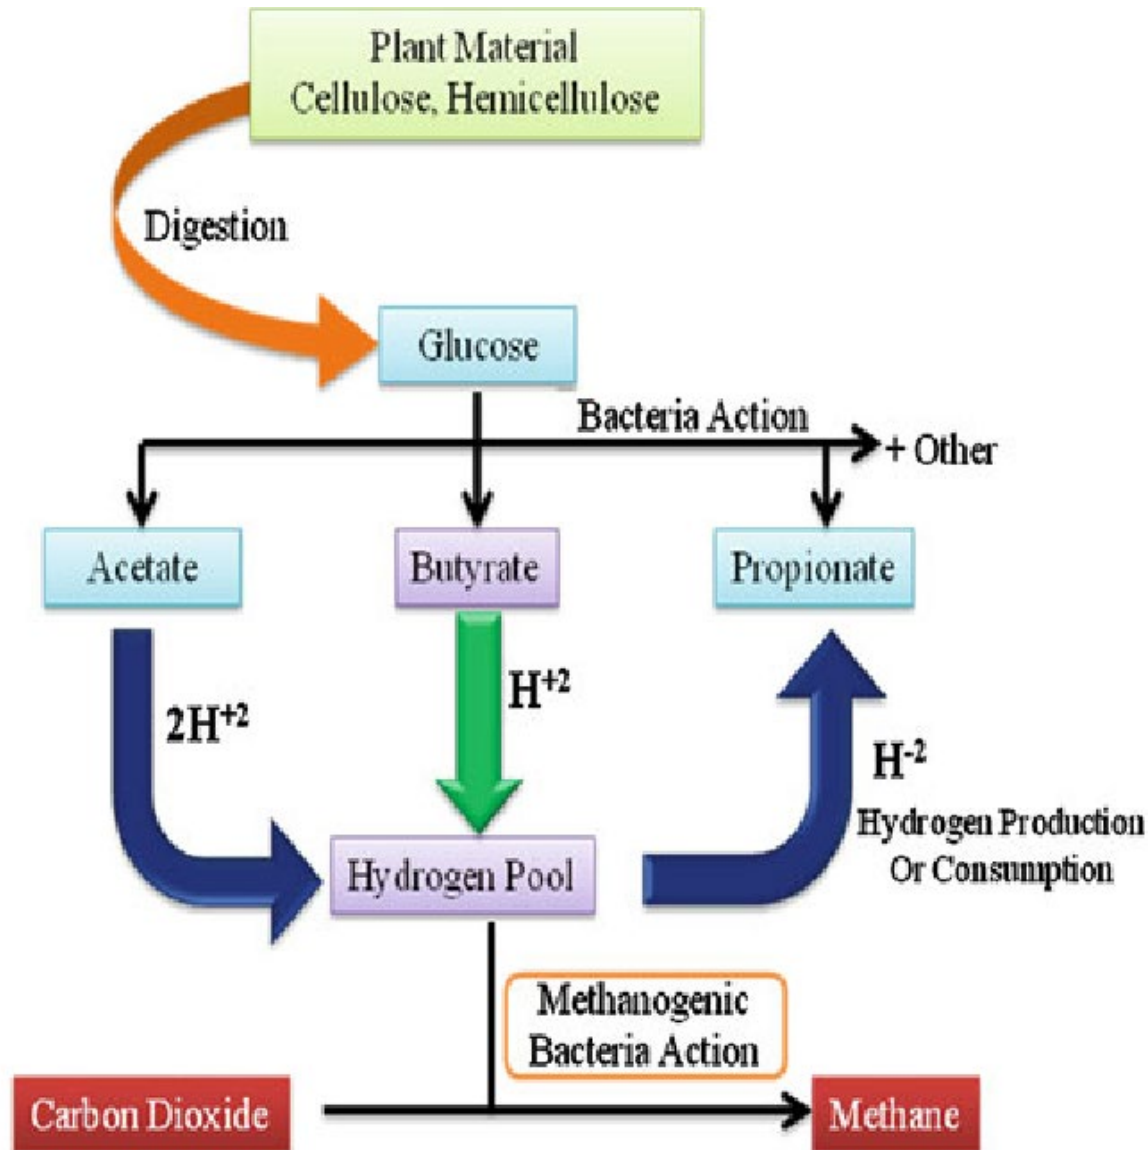 Plant Material
Cellulose, Hemicellulose
Digestion
Glucose
Bacteria Action
+ Other
Acetate
Butyrate
Propionate
2H⁺²
H⁺²
H⁻²
Hydrogen Production
Or Consumption
Hydrogen Pool
Methanogenic
Bacteria Action
Carbon Dioxide
Methane